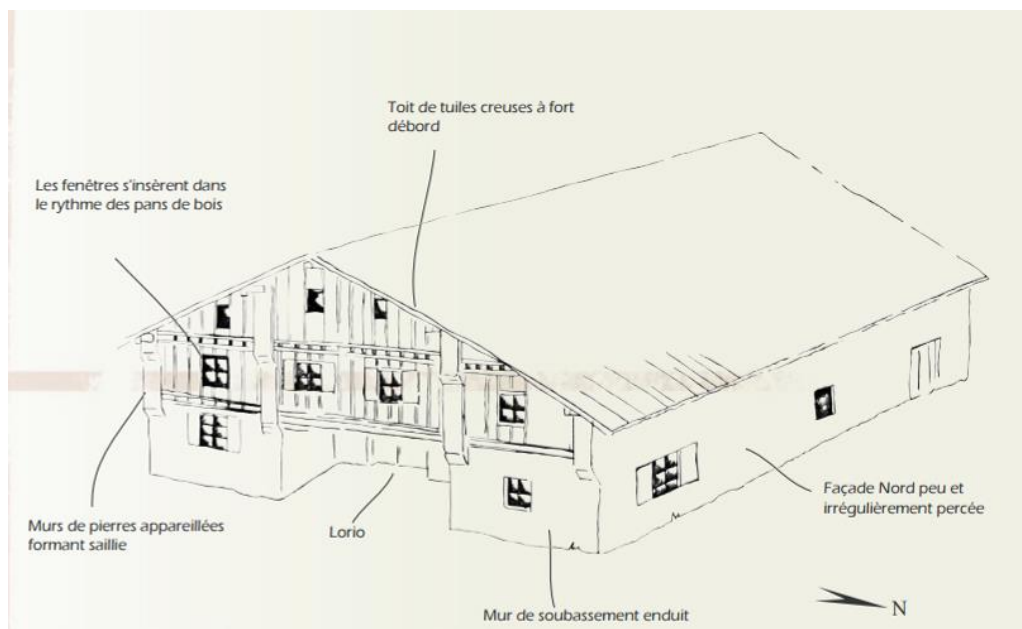 Toit de tuiles creuses à fort
débord
Les fenêtres s'insèrent dans
le rythme des pans de bois
Murs de pierres appareillées
formant saillie
Lorio
Façade Nord peu et
irrégulièrement percée
Mur de soubassement enduit
N